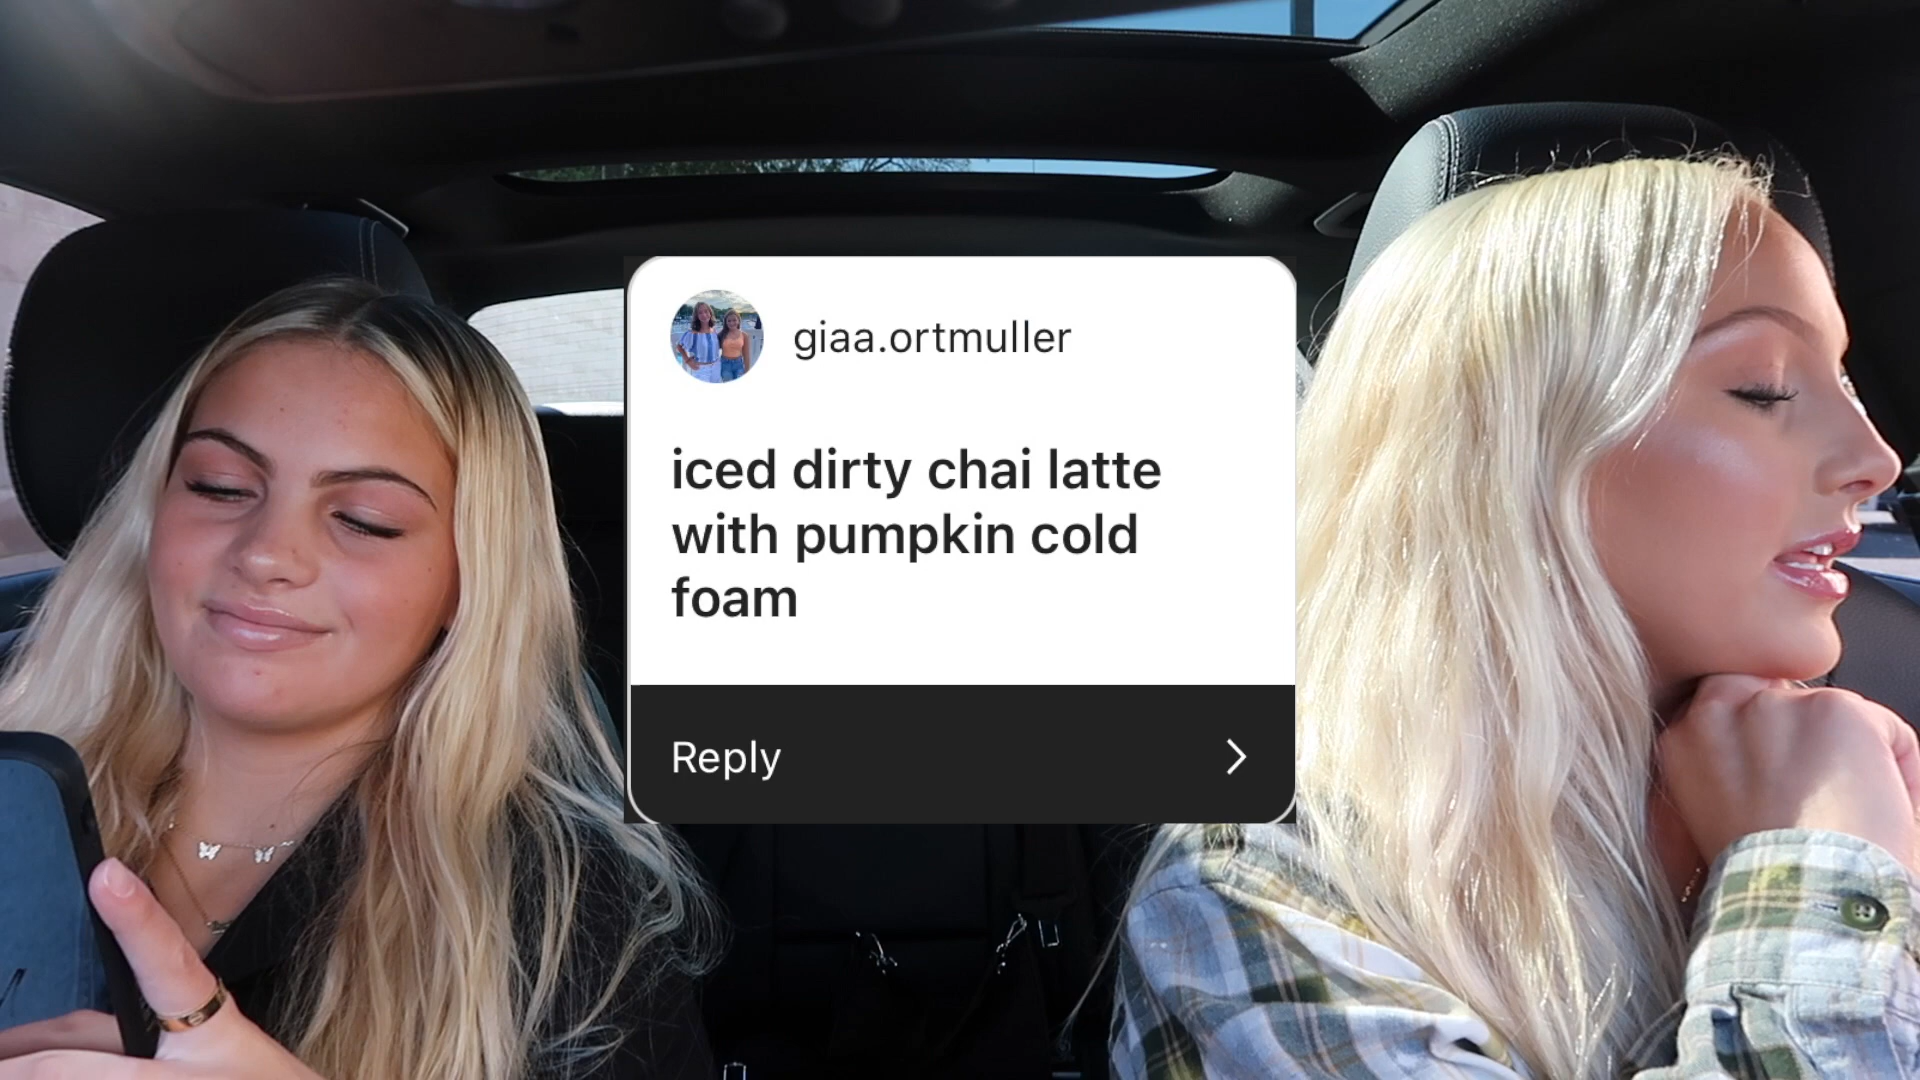 giaa.ortmuller
iced dirty chai latte
with pumpkin cold
foam
Reply